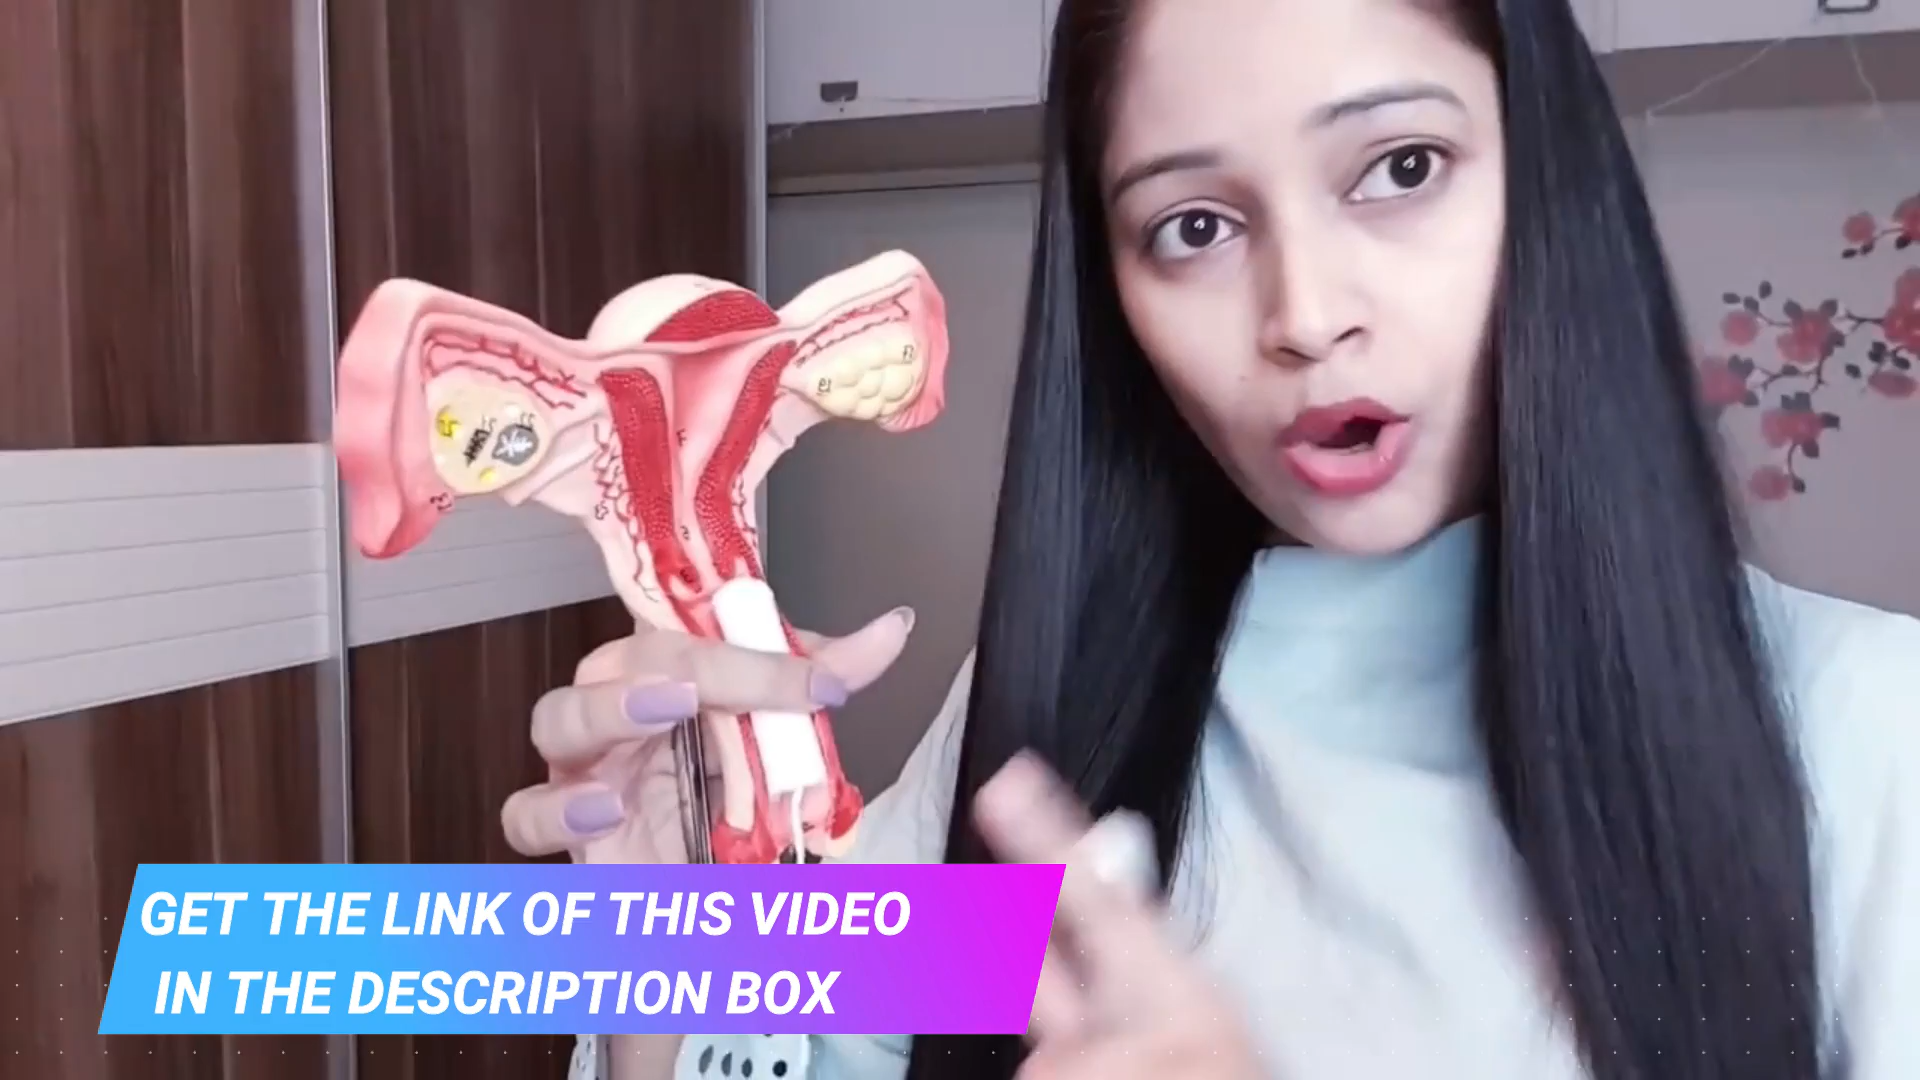 GET THE LINK OF THIS VIDEO
IN THE DESCRIPTION BOX